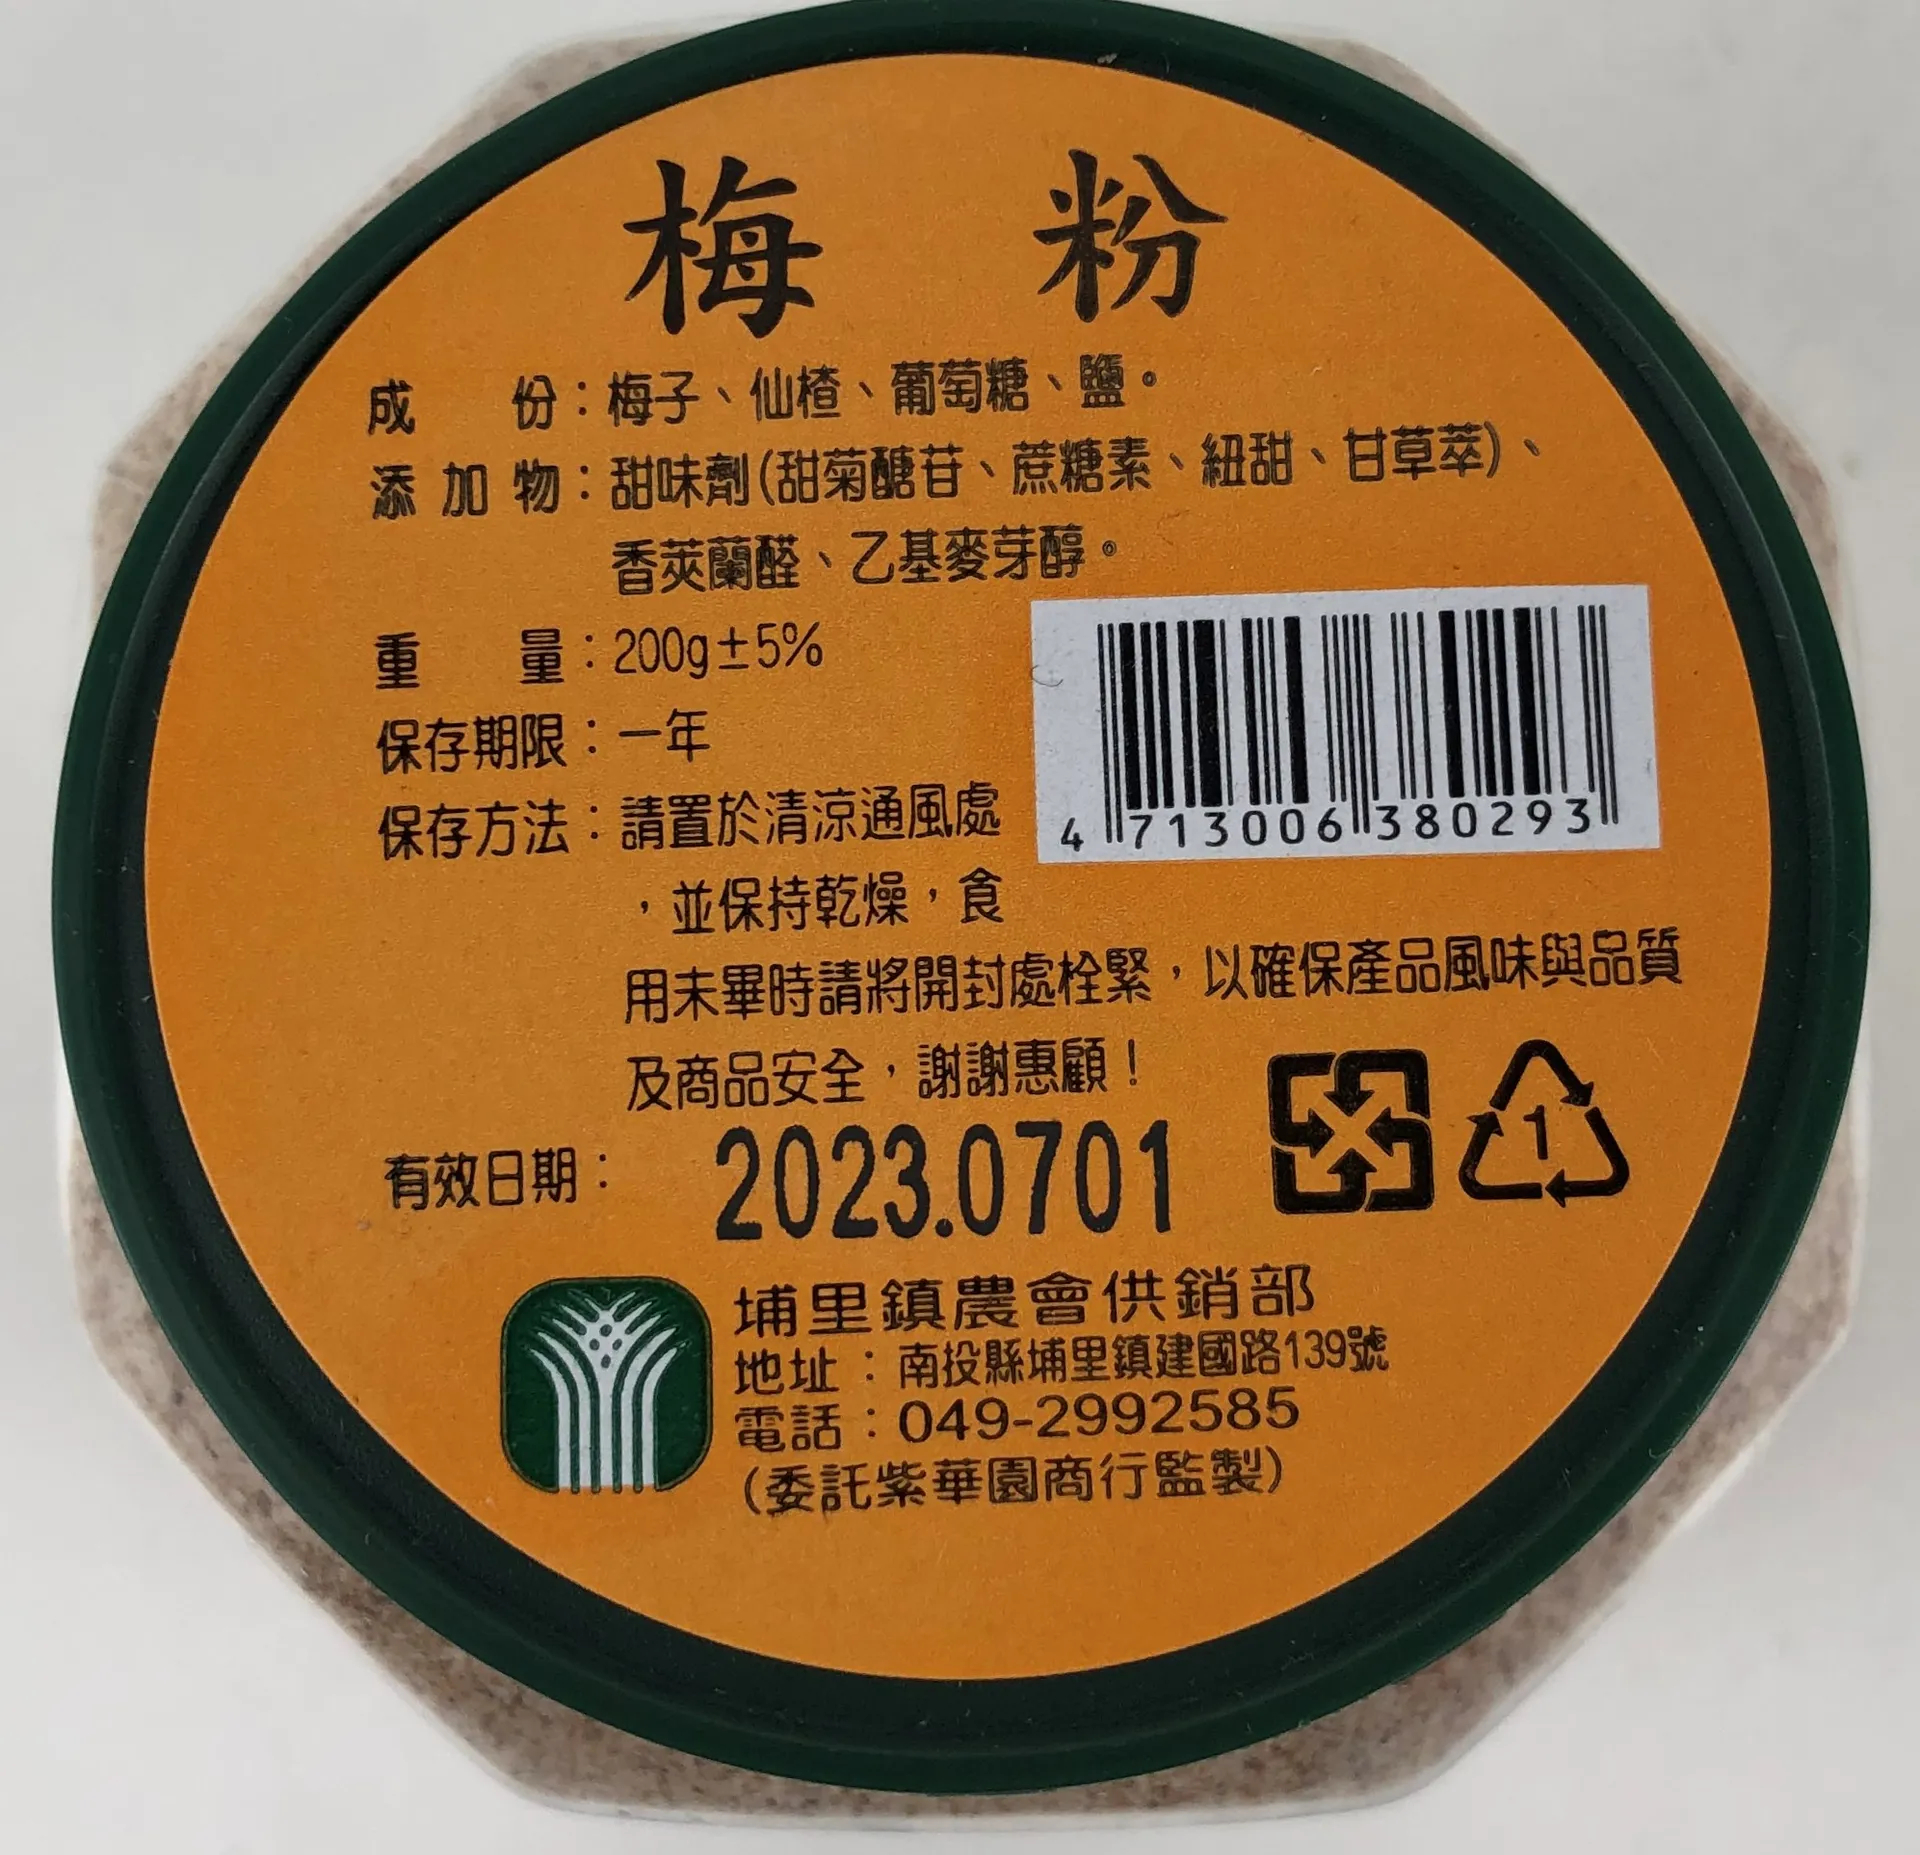 梅 粉
成 份：梅子、仙楂、葡萄糖、鹽。
添加物：甜味劑(甜菊醣苷、蔗糖素、紐甜、甘草萃)、
香莢蘭醛、乙基麥芽醇。
重 量：200g±5%
保存期限：一年
保存方法：請置於清涼通風處
，並保持乾燥，食
用未畢時請將開封處栓緊，以確保產品風味與品質
及商品安全，謝謝惠顧！
4 713006 380293
1
有效日期：2023.0701
埔里鎮農會供銷部
地址：南投縣埔里鎮建國路139號
電話：049-2992585
(委託紫華園商行監製)